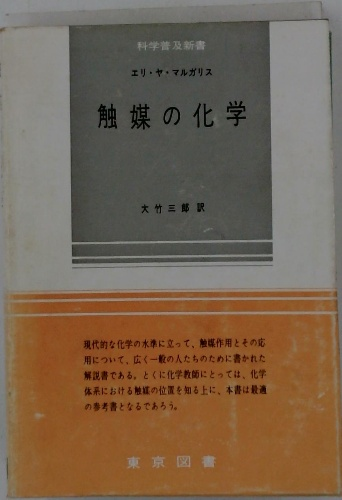 科学普及新書
エリ・ヤ・マルガリス
触媒の化学
大竹三郎 訳
現代的な化学の水準に立って、触媒作用とその応
用について、広く一般の人たちのために書かれた
解説書である。とくに化学教師にとっては、化学
体系における触媒の位置を知る上に、本書は最適
の参考書となるであろう。
東京図書